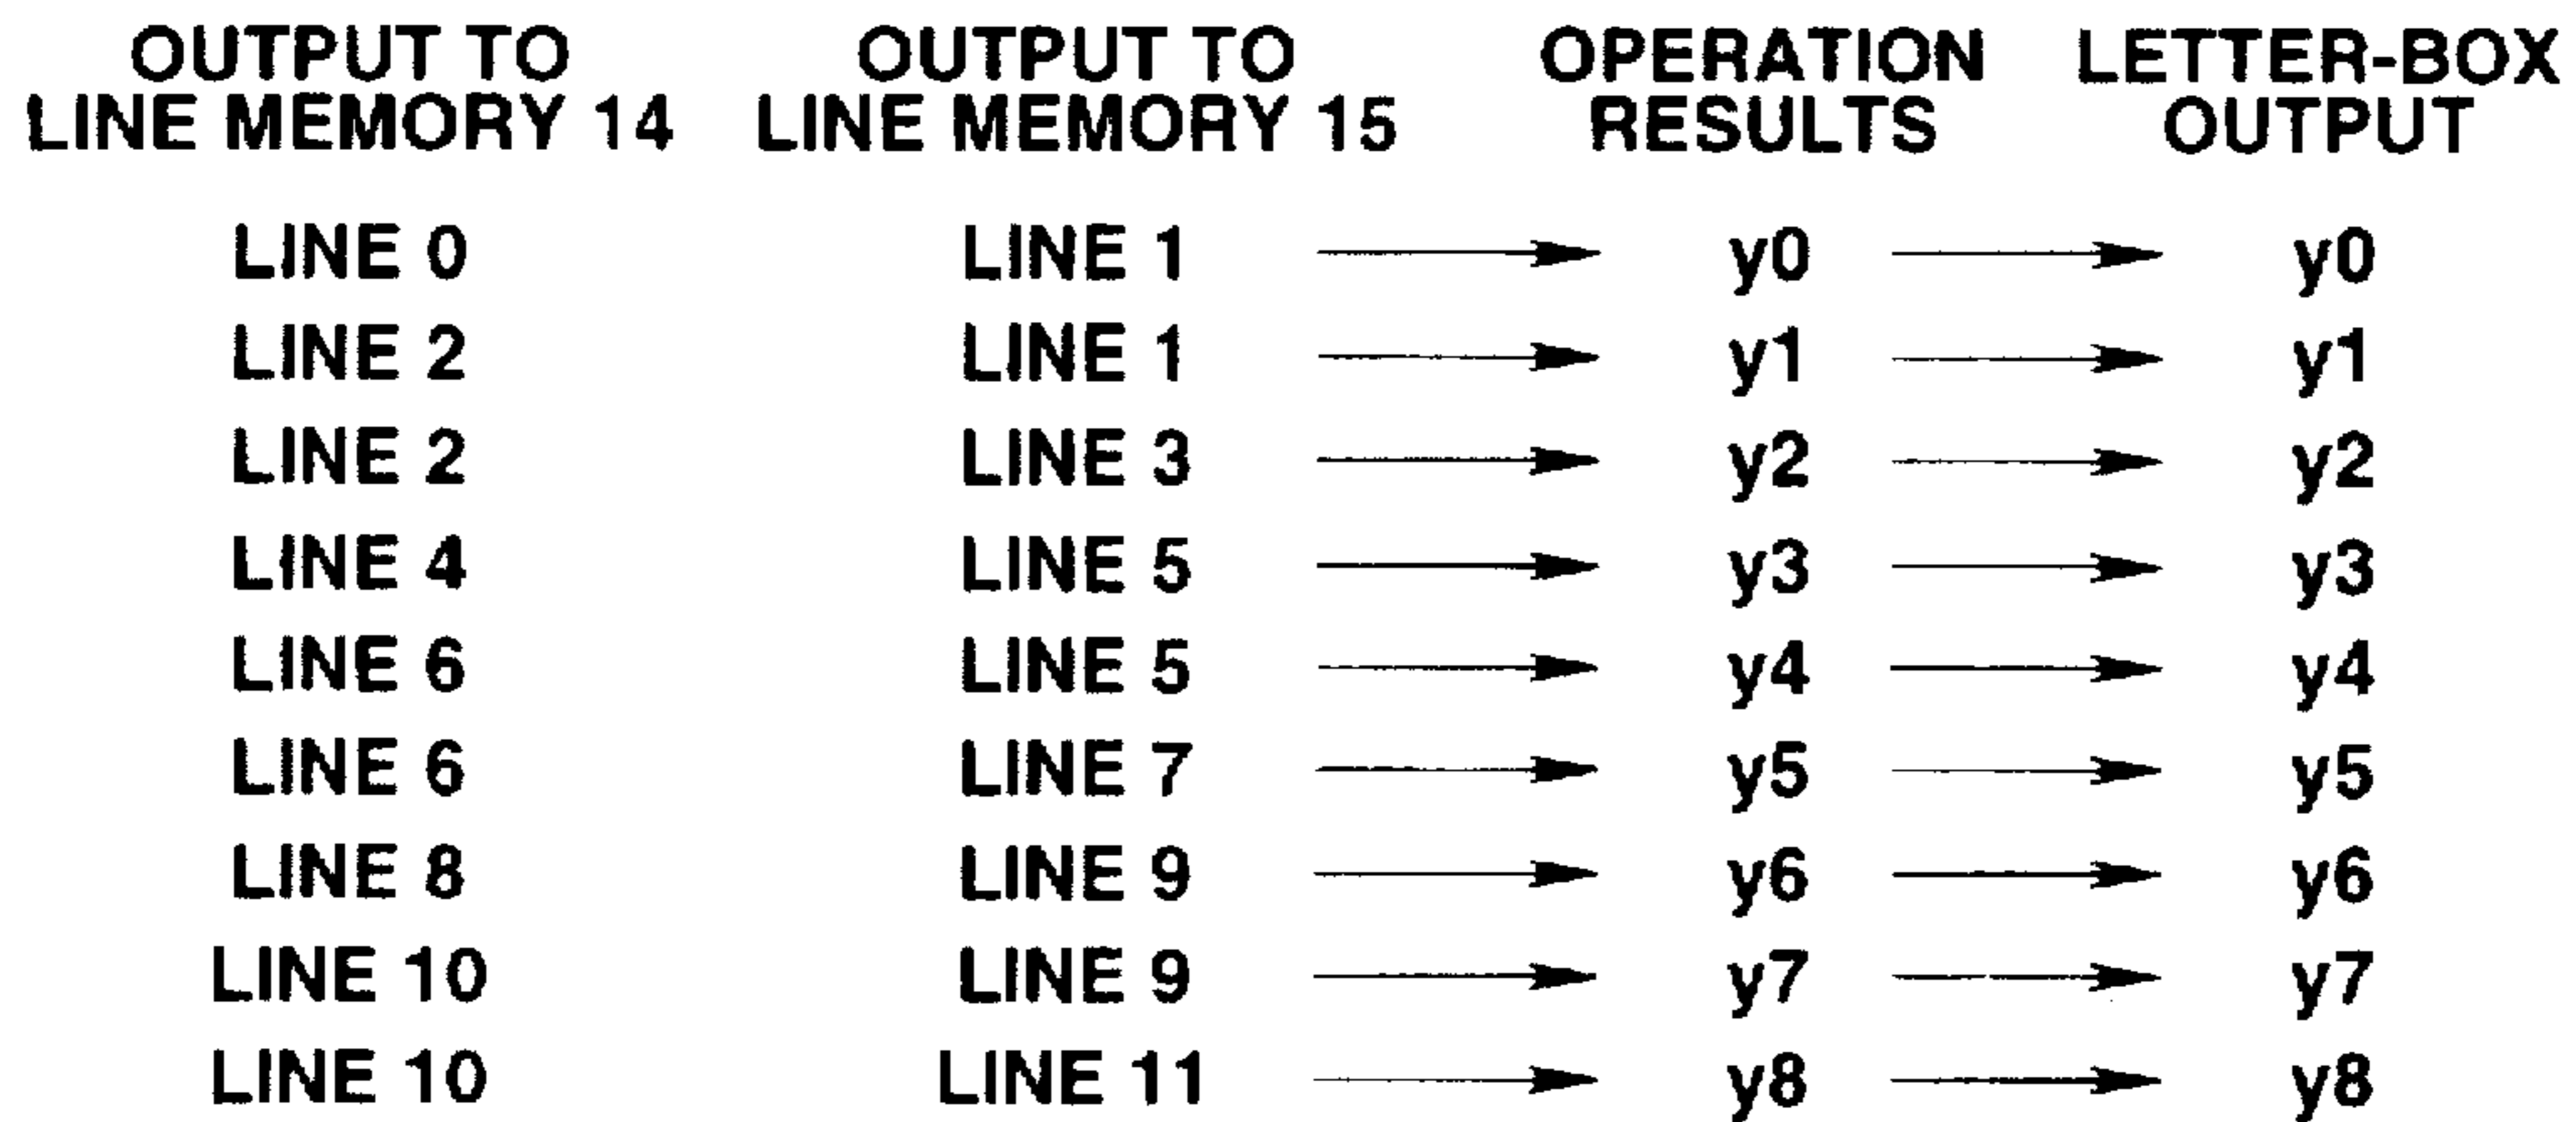 OUTPUT TO OUTPUT TO OPERATION LETTER-BOX
LINE MEMORY 14 LINE MEMORY 15 RESULTS OUTPUT
LINE 0 LINE 1 y0 y0
LINE 2 LINE 1 y1 y1
LINE 2 LINE 3 y2 y2
LINE 4 LINE 5 y3 y3
LINE 6 LINE 5 y4 y4
LINE 6 LINE 7 y5 y5
LINE 8 LINE 9 y6 y6
LINE 10 LINE 9 y7 y7
LINE 10 LINE 11 y8 y8